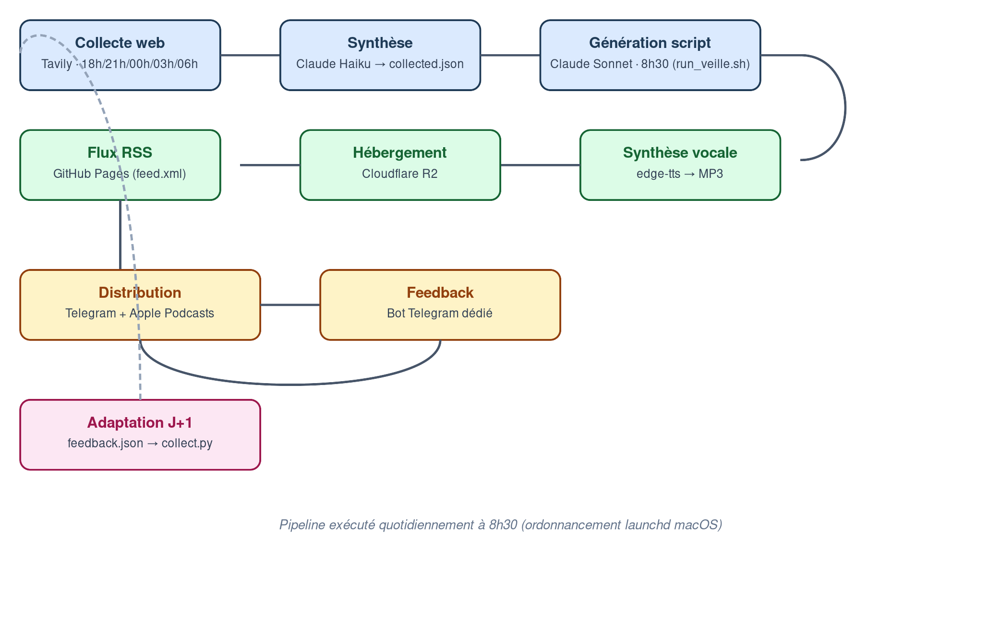 Collecte web
Tavily · 18h/21h/00h/03h/06h
Synthèse
Claude Haiku → collected.json
Génération script
Claude Sonnet · 8h30 (run_veille.sh)
Flux RSS
GitHub Pages (feed.xml)
Hébergement
Cloudflare R2
Synthèse vocale
edge-tts → MP3
Distribution
Telegram + Apple Podcasts
Feedback
Bot Telegram dédié
Adaptation J+1
feedback.json → collect.py
Pipeline exécuté quotidiennement à 8h30 (ordonnancement launchd macOS)